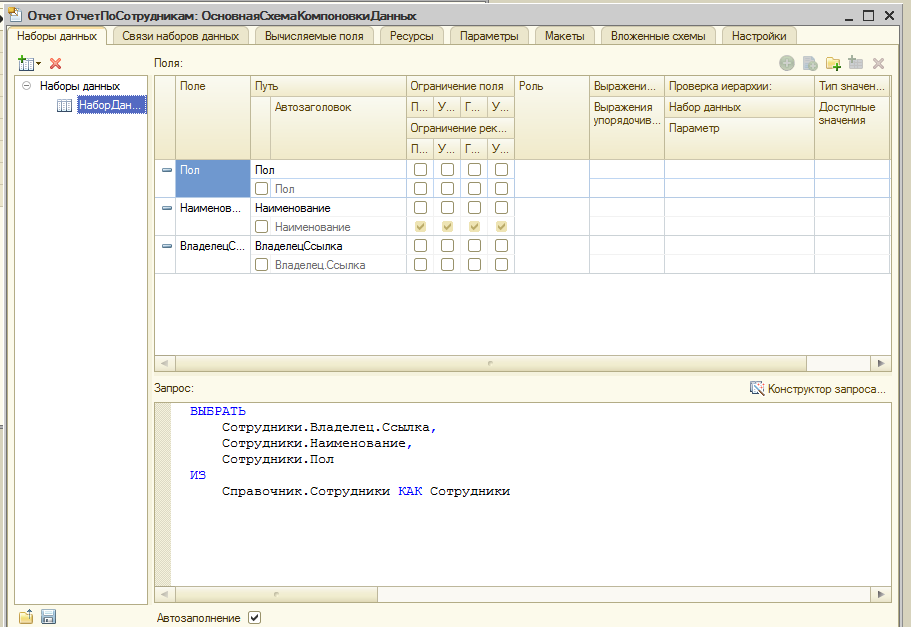 Отчет ОтчетПоСотрудникам: ОсновнаяСхемаКомпоновкиДанных
Наборы данных
Связи наборов данных
Вычисляемые поля
Ресурсы
Параметры
Макеты
Вложенные схемы
Настройки
Поля:
Наборы данных
НаборДан...
Поле
Путь
Ограничение поля
Роль
Выражени...
Проверка иерархии:
Тип значен...
Автозаголовок
П... У... Г... У...
Выражения упорядочив...
Набор данных
Доступные значения
Ограничение рек...
Параметр
П... У... Г... У...
Пол
Пол
Пол
Наименов...
Наименование
Наименование
ВладелецС...
ВладелецСсылка
Владелец.Ссылка
Запрос:
Конструктор запроса...
ВЫБРАТЬ
Сотрудники.Владелец.Ссылка,
Сотрудники.Наименование,
Сотрудники.Пол
ИЗ
Справочник.Сотрудники КАК Сотрудники
Автозаполнение